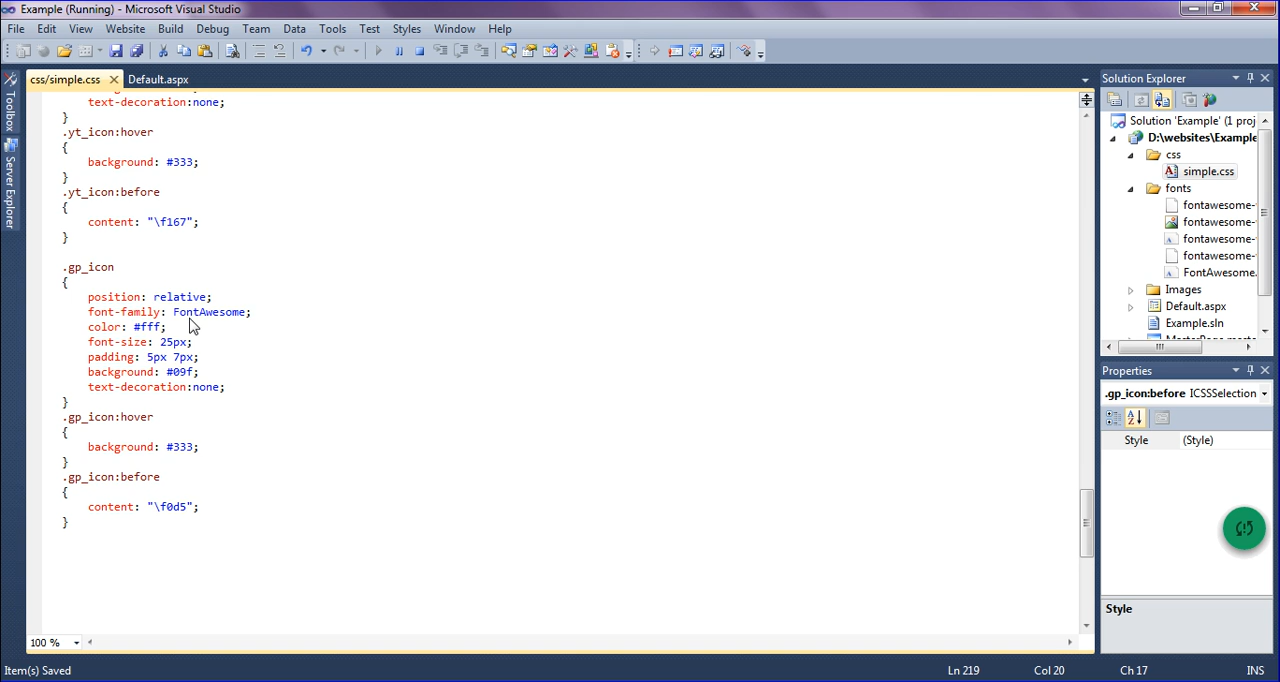 Example (Running) - Microsoft Visual Studio
File Edit View Website Build Debug Team Data Tools Test Styles Window Help
css/simple.css Default.aspx
text-decoration:none;
}
.yt_icon:hover
{
background: #333;
}
.yt_icon:before
{
content: "\f167";
}
.gp_icon
{
position: relative;
font-family: FontAwesome;
color: #fff;
font-size: 25px;
padding: 5px 7px;
background: #09f;
text-decoration:none;
}
.gp_icon:hover
{
background: #333;
}
.gp_icon:before
{
content: "\f0d5";
}
100 %
Toolbox
Server Explorer
Solution Explorer
Solution 'Example' (1 proj
D:\websites\Example
css
simple.css
fonts
fontawesome-
fontawesome-
fontawesome-
fontawesome-
FontAwesome.
Images
Default.aspx
Example.sln
Properties
.gp_icon:before ICSSSelection
Style (Style)
Style
Item(s) Saved Ln 219 Col 20 Ch 17 INS